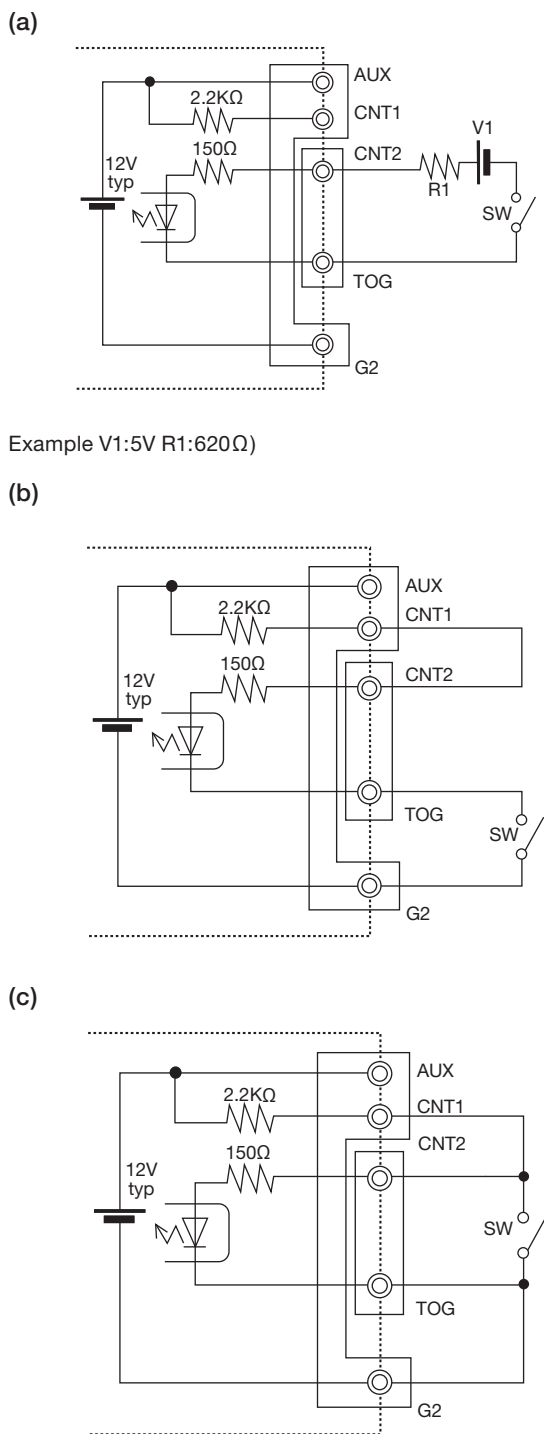 (a)
AUX
2.2KΩ
CNT1
V1
150Ω
CNT2
12V
typ
R1
SW
TOG
G2
Example V1:5V R1:620Ω)
(b)
AUX
2.2KΩ
CNT1
150Ω
CNT2
12V
typ
TOG
SW
G2
(c)
AUX
2.2KΩ
CNT1
CNT2
150Ω
12V
typ
SW
TOG
G2